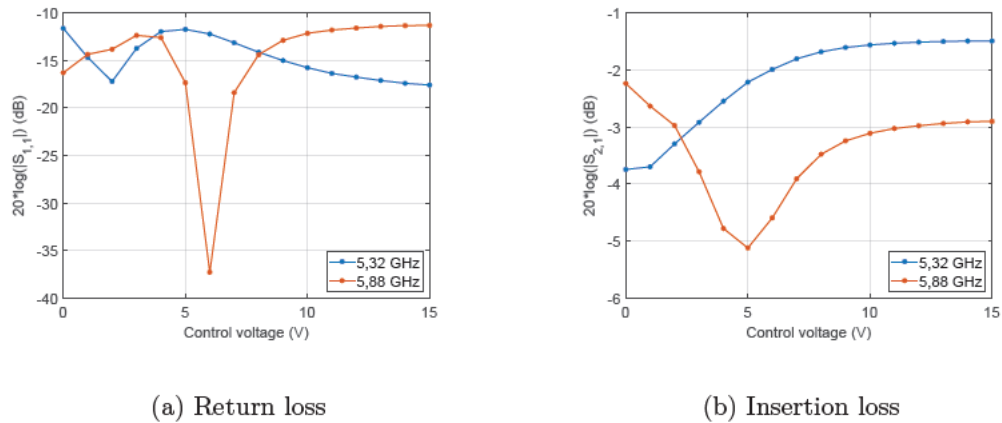 -10
-15
-20
-25
-30
-35
-40
20*log(|S1,1|) (dB)
5,32 GHz
5,88 GHz
0 5 10 15
Control voltage (V)
(a) Return loss
-1
-2
-3
-4
-5
-6
20*log(|S2,1|) (dB)
5,32 GHz
5,88 GHz
0 5 10 15
Control voltage (V)
(b) Insertion loss